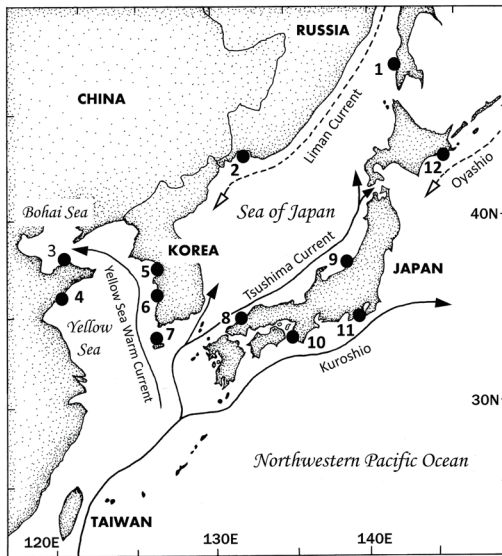 RUSSIA
1
CHINA
Liman Current
2
12
Oyashio
Bohai Sea
Sea of Japan
40N
3
KOREA
Tsushima Current
9
JAPAN
5
4
6
Yellow Sea Warm Current
Yellow
Sea
7
8
10
11
Kuroshio
30N
Northwestern Pacific Ocean
TAIWAN
120E
130E
140E